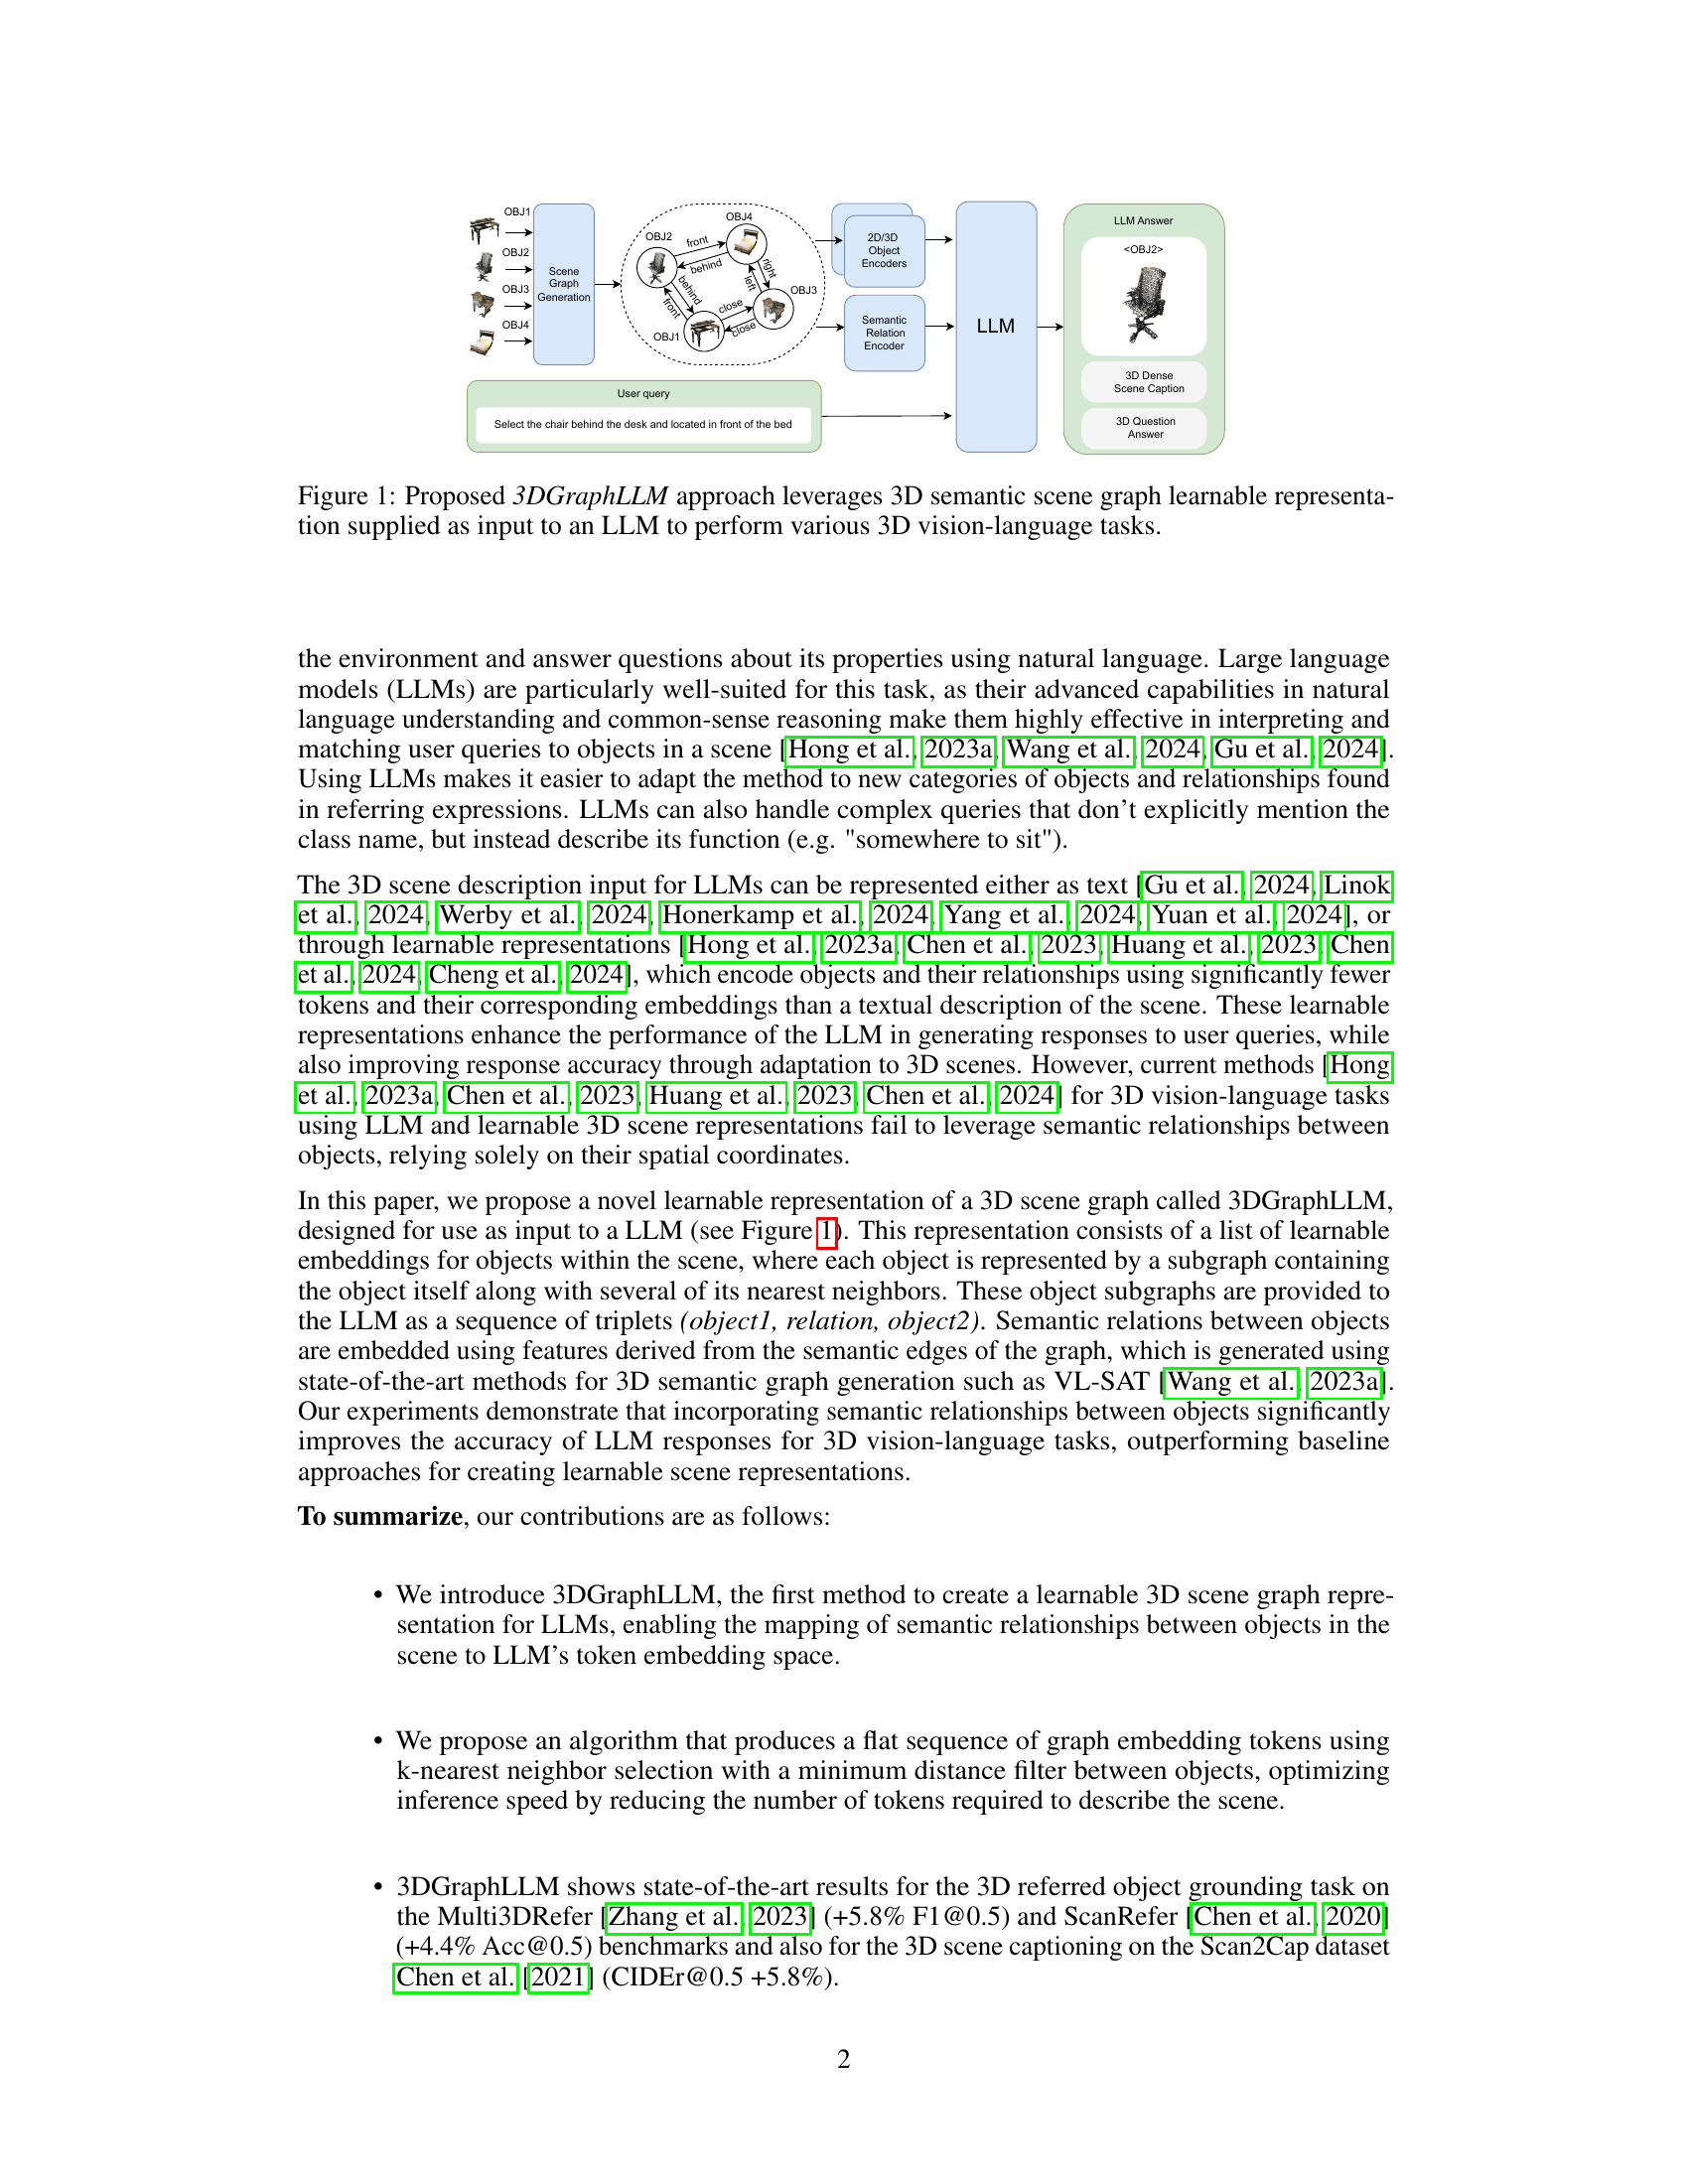 OBJ1
OBJ2
OBJ3
OBJ4
Scene
Graph
Generation
OBJ4
OBJ2
front
behind
right
left
behind
front
OBJ3
close
close
OBJ1
2D/3D
Object
Encoders
Semantic
Relation
Encoder
LLM
LLM Answer
<OBJ2>
3D Dense
Scene Caption
3D Question
Answer
User query
Select the chair behind the desk and located in front of the bed
Figure 1: Proposed 3DGraphLLM approach leverages 3D semantic scene graph learnable representa-
tion supplied as input to an LLM to perform various 3D vision-language tasks.
the environment and answer questions about its properties using natural language. Large language
models (LLMs) are particularly well-suited for this task, as their advanced capabilities in natural
language understanding and common-sense reasoning make them highly effective in interpreting and
matching user queries to objects in a scene [Hong et al., 2023a, Wang et al., 2024, Gu et al., 2024].
Using LLMs makes it easier to adapt the method to new categories of objects and relationships found
in referring expressions. LLMs can also handle complex queries that don't explicitly mention the
class name, but instead describe its function (e.g. "somewhere to sit").
The 3D scene description input for LLMs can be represented either as text [Gu et al., 2024, Linok
et al., 2024, Werby et al., 2024, Honerkamp et al., 2024, Yang et al., 2024, Yuan et al., 2024], or
through learnable representations [Hong et al., 2023a, Chen et al., 2023, Huang et al., 2023, Chen
et al., 2024, Cheng et al., 2024], which encode objects and their relationships using significantly fewer
tokens and their corresponding embeddings than a textual description of the scene. These learnable
representations enhance the performance of the LLM in generating responses to user queries, while
also improving response accuracy through adaptation to 3D scenes. However, current methods [Hong
et al., 2023a, Chen et al., 2023, Huang et al., 2023, Chen et al., 2024] for 3D vision-language tasks
using LLM and learnable 3D scene representations fail to leverage semantic relationships between
objects, relying solely on their spatial coordinates.
In this paper, we propose a novel learnable representation of a 3D scene graph called 3DGraphLLM,
designed for use as input to a LLM (see Figure 1). This representation consists of a list of learnable
embeddings for objects within the scene, where each object is represented by a subgraph containing
the object itself along with several of its nearest neighbors. These object subgraphs are provided to
the LLM as a sequence of triplets (object1, relation, object2). Semantic relations between objects
are embedded using features derived from the semantic edges of the graph, which is generated using
state-of-the-art methods for 3D semantic graph generation such as VL-SAT [Wang et al., 2023a].
Our experiments demonstrate that incorporating semantic relationships between objects significantly
improves the accuracy of LLM responses for 3D vision-language tasks, outperforming baseline
approaches for creating learnable scene representations.
To summarize, our contributions are as follows:
• We introduce 3DGraphLLM, the first method to create a learnable 3D scene graph repre-
sentation for LLMs, enabling the mapping of semantic relationships between objects in the
scene to LLM's token embedding space.
• We propose an algorithm that produces a flat sequence of graph embedding tokens using
k-nearest neighbor selection with a minimum distance filter between objects, optimizing
inference speed by reducing the number of tokens required to describe the scene.
• 3DGraphLLM shows state-of-the-art results for the 3D referred object grounding task on
the Multi3DRefer [Zhang et al., 2023] (+5.8% F1@0.5) and ScanRefer [Chen et al., 2020]
(+4.4% Acc@0.5) benchmarks and also for the 3D scene captioning on the Scan2Cap dataset
Chen et al. [2021] (CIDEr@0.5 +5.8%).
2